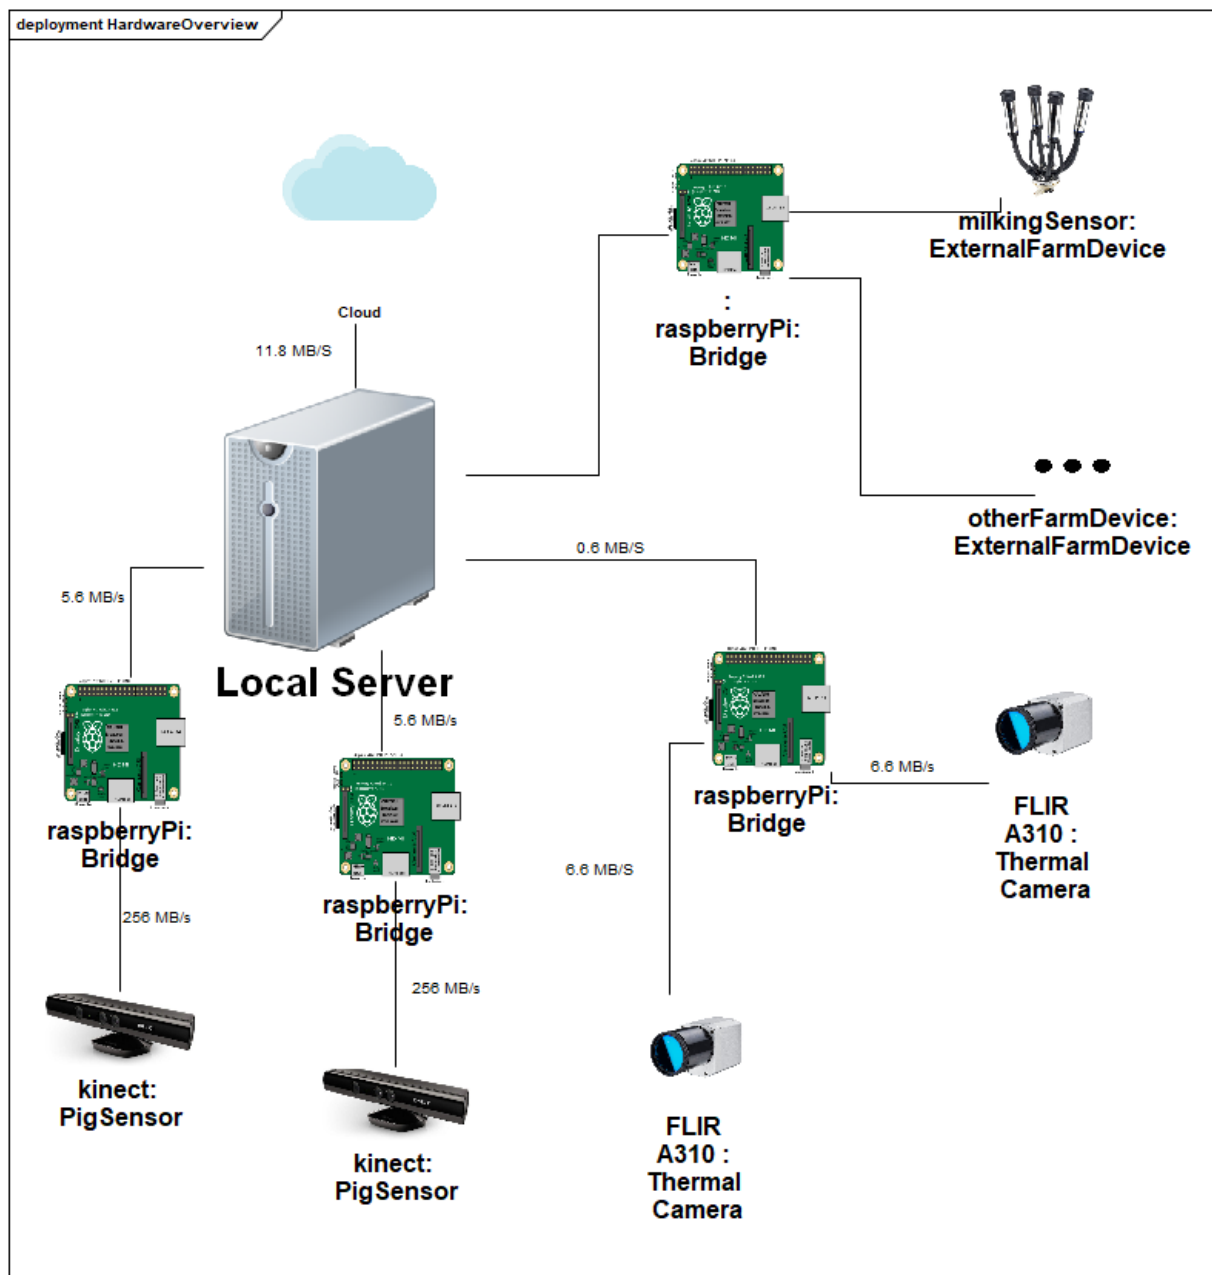 deployment HardwareOverview
Cloud
11.8 MB/S
milkingSensor:
ExternalFarmDevice
:
raspberryPi:
Bridge
otherFarmDevice:
ExternalFarmDevice
0.6 MB/S
5.6 MB/s
Local Server
5.6 MB/s
raspberryPi:
Bridge
raspberryPi:
Bridge
raspberryPi:
Bridge
6.6 MB/s
FLIR
A310 :
Thermal
Camera
6.6 MB/S
256 MB/s
256 MB/s
kinect:
PigSensor
kinect:
PigSensor
FLIR
A310 :
Thermal
Camera